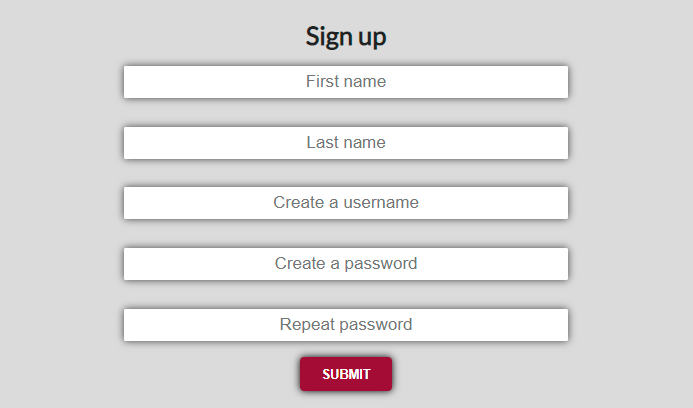 Sign up
First name
Last name
Create a username
Create a password
Repeat password
SUBMIT